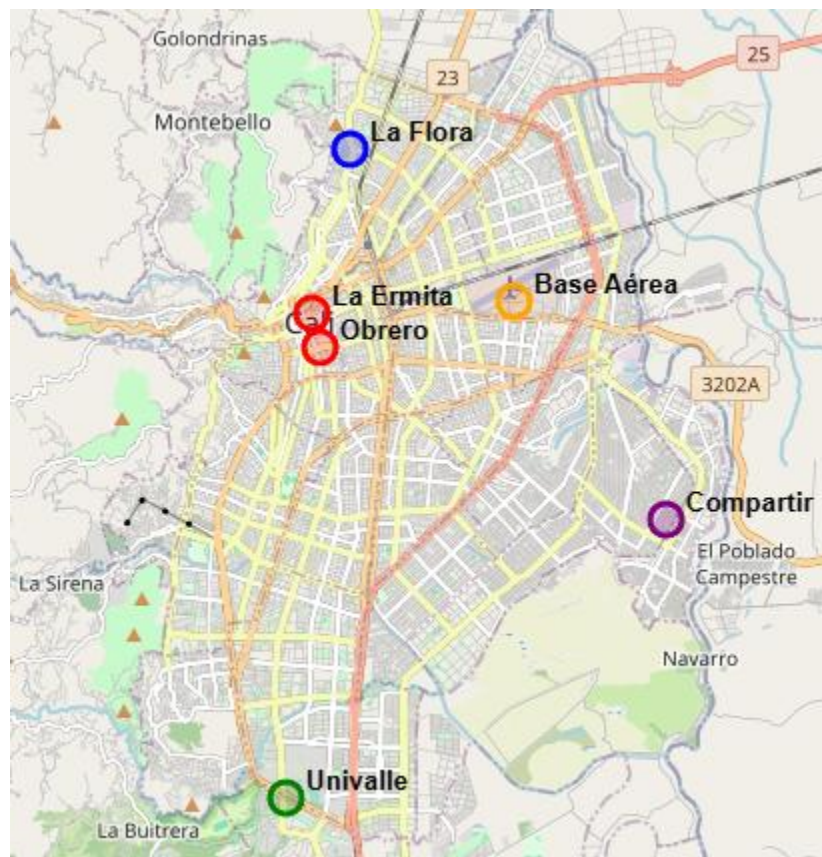 Golondrinas
25
23
Montebello
La Flora
Base Aérea
La Ermita
Cali
Obrero
3202A
Compartir
El Poblado
Campestre
La Sirena
Navarro
Univalle
La Buitrera